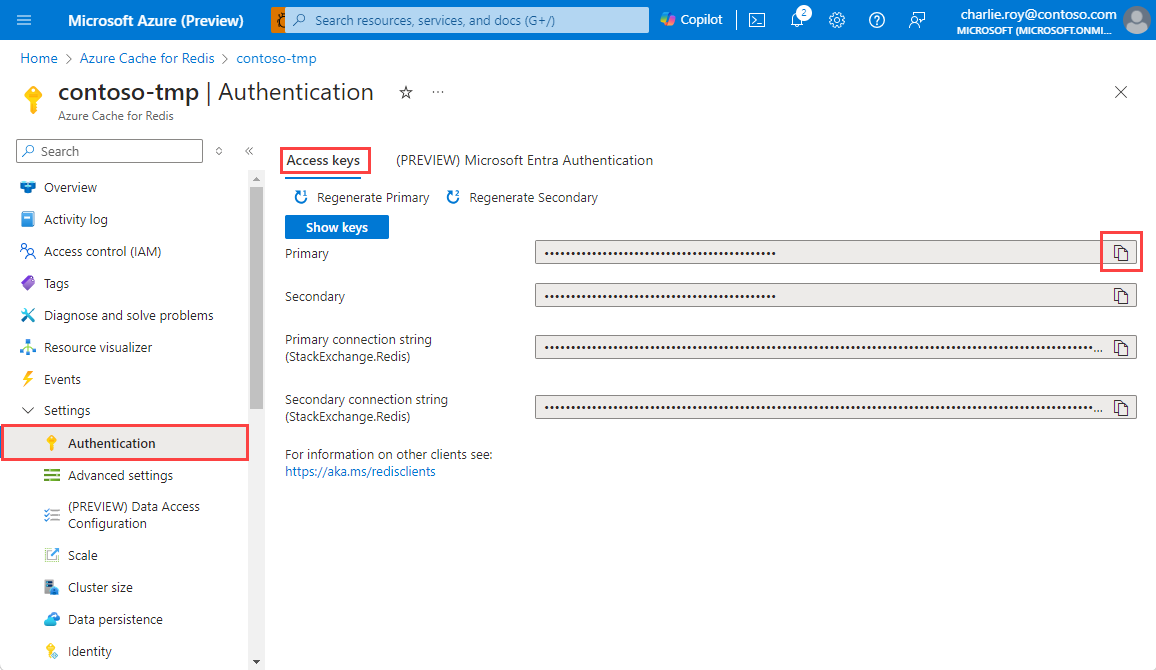 Microsoft Azure (Preview)
Search resources, services, and docs (G+/)
Copilot
2
charlie.roy@contoso.com
MICROSOFT (MICROSOFT.ONMI...
Home > Azure Cache for Redis > contoso-tmp
contoso-tmp | Authentication
...
Azure Cache for Redis
Search
Overview
Activity log
Access control (IAM)
Tags
Diagnose and solve problems
Resource visualizer
Events
Settings
Authentication
Advanced settings
(PREVIEW) Data Access
Configuration
Scale
Cluster size
Data persistence
Identity
Access keys
(PREVIEW) Microsoft Entra Authentication
1 Regenerate Primary
2 Regenerate Secondary
Show keys
Primary
Secondary
Primary connection string
(StackExchange.Redis)
...
Secondary connection string
(StackExchange.Redis)
...
For information on other clients see:
https://aka.ms/redisclients